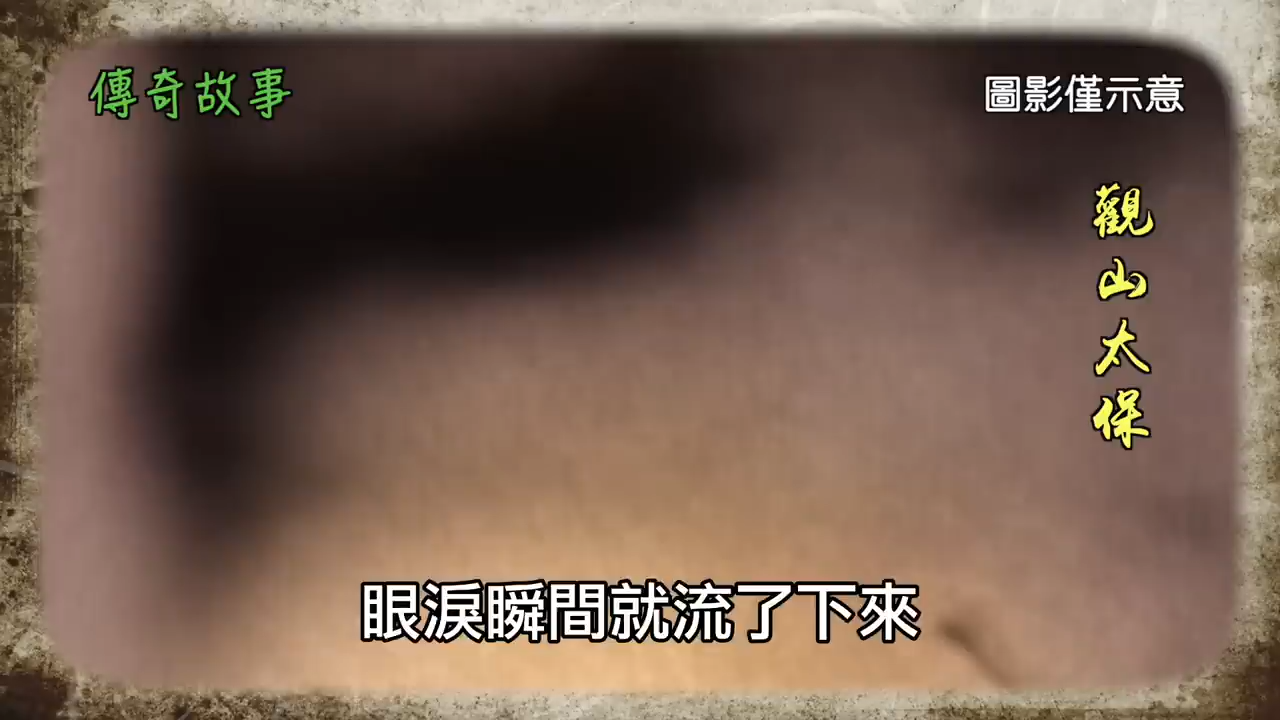 傳奇故事
圖影僅示意
觀山太保
眼淚瞬間就流了下來